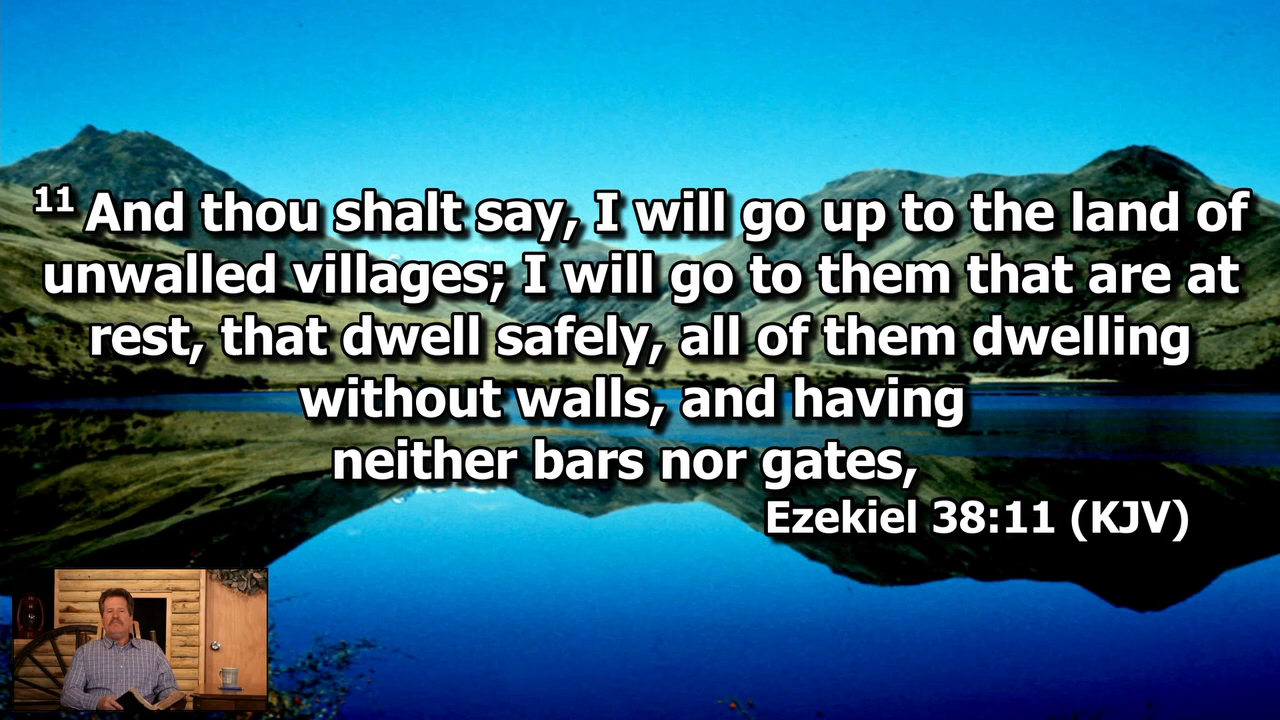 11 And thou shalt say, I will go up to the land of
unwalled villages; I will go to them that are at
rest, that dwell safely, all of them dwelling
without walls, and having
neither bars nor gates,
Ezekiel 38:11 (KJV)